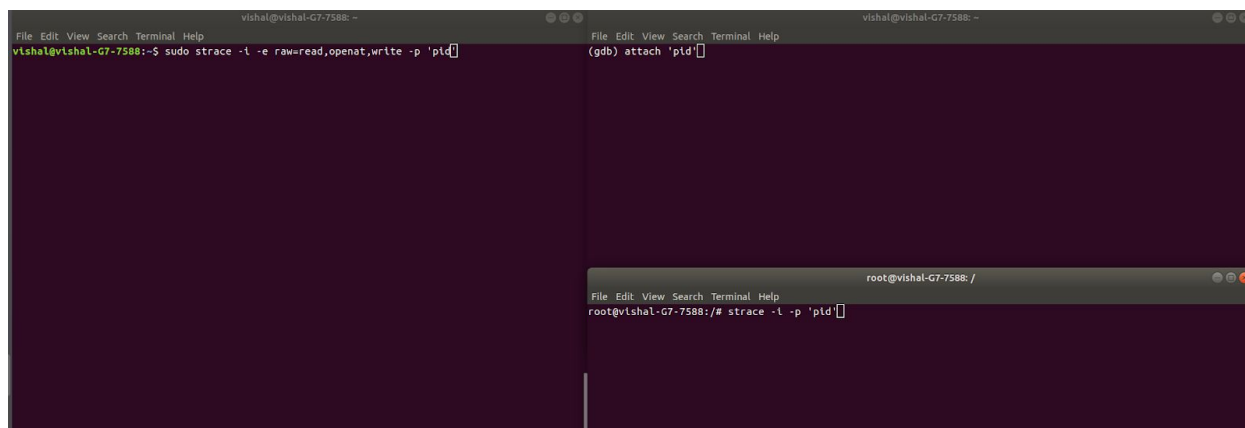 vishal@vishal-G7-7588: ~
File Edit View Search Terminal Help
vishal@vishal-G7-7588:~$ sudo strace -i -e raw=read,openat,write -p 'pid'
vishal@vishal-G7-7588: ~
File Edit View Search Terminal Help
(gdb) attach 'pid'
root@vishal-G7-7588: /
File Edit View Search Terminal Help
root@vishal-G7-7588:/# strace -i -p 'pid'